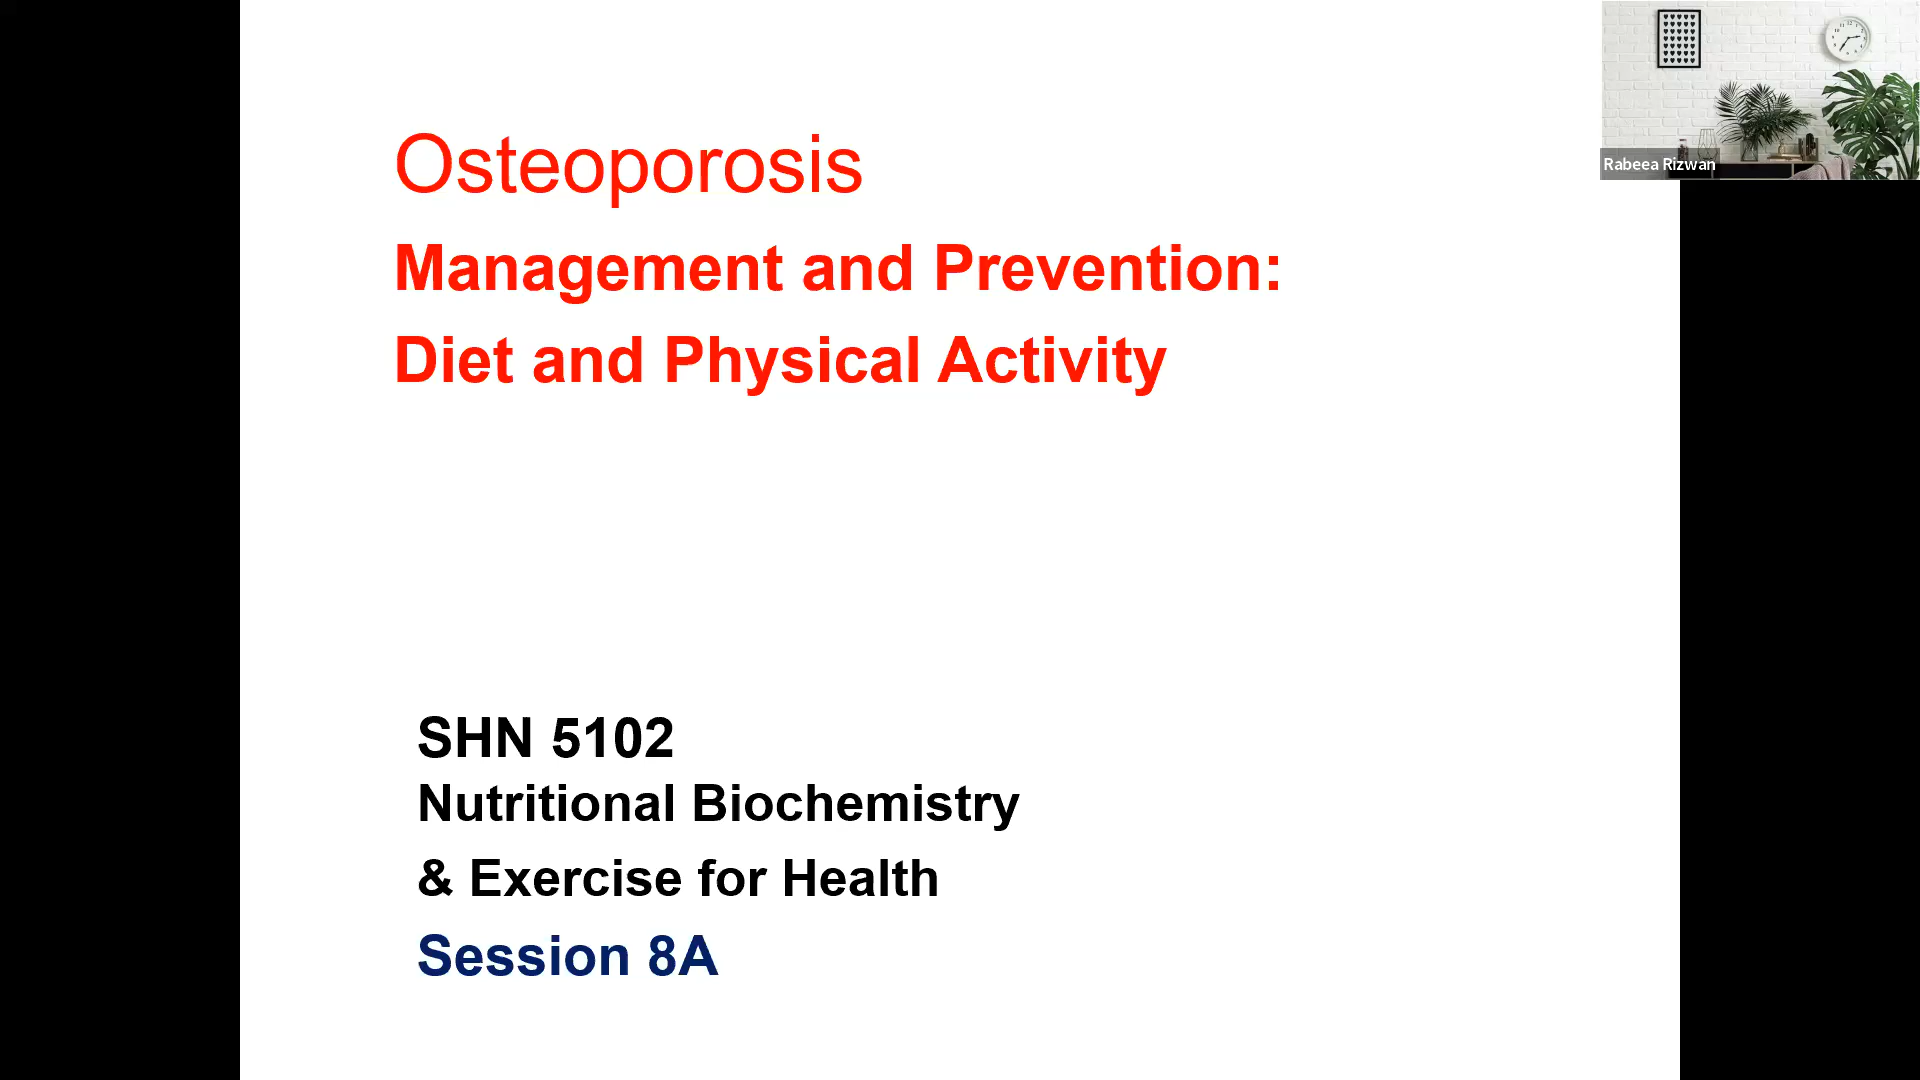 Osteoporosis
Management and Prevention:
Diet and Physical Activity
SHN 5102
Nutritional Biochemistry
& Exercise for Health
Session 8A
Rabeea Rizwan